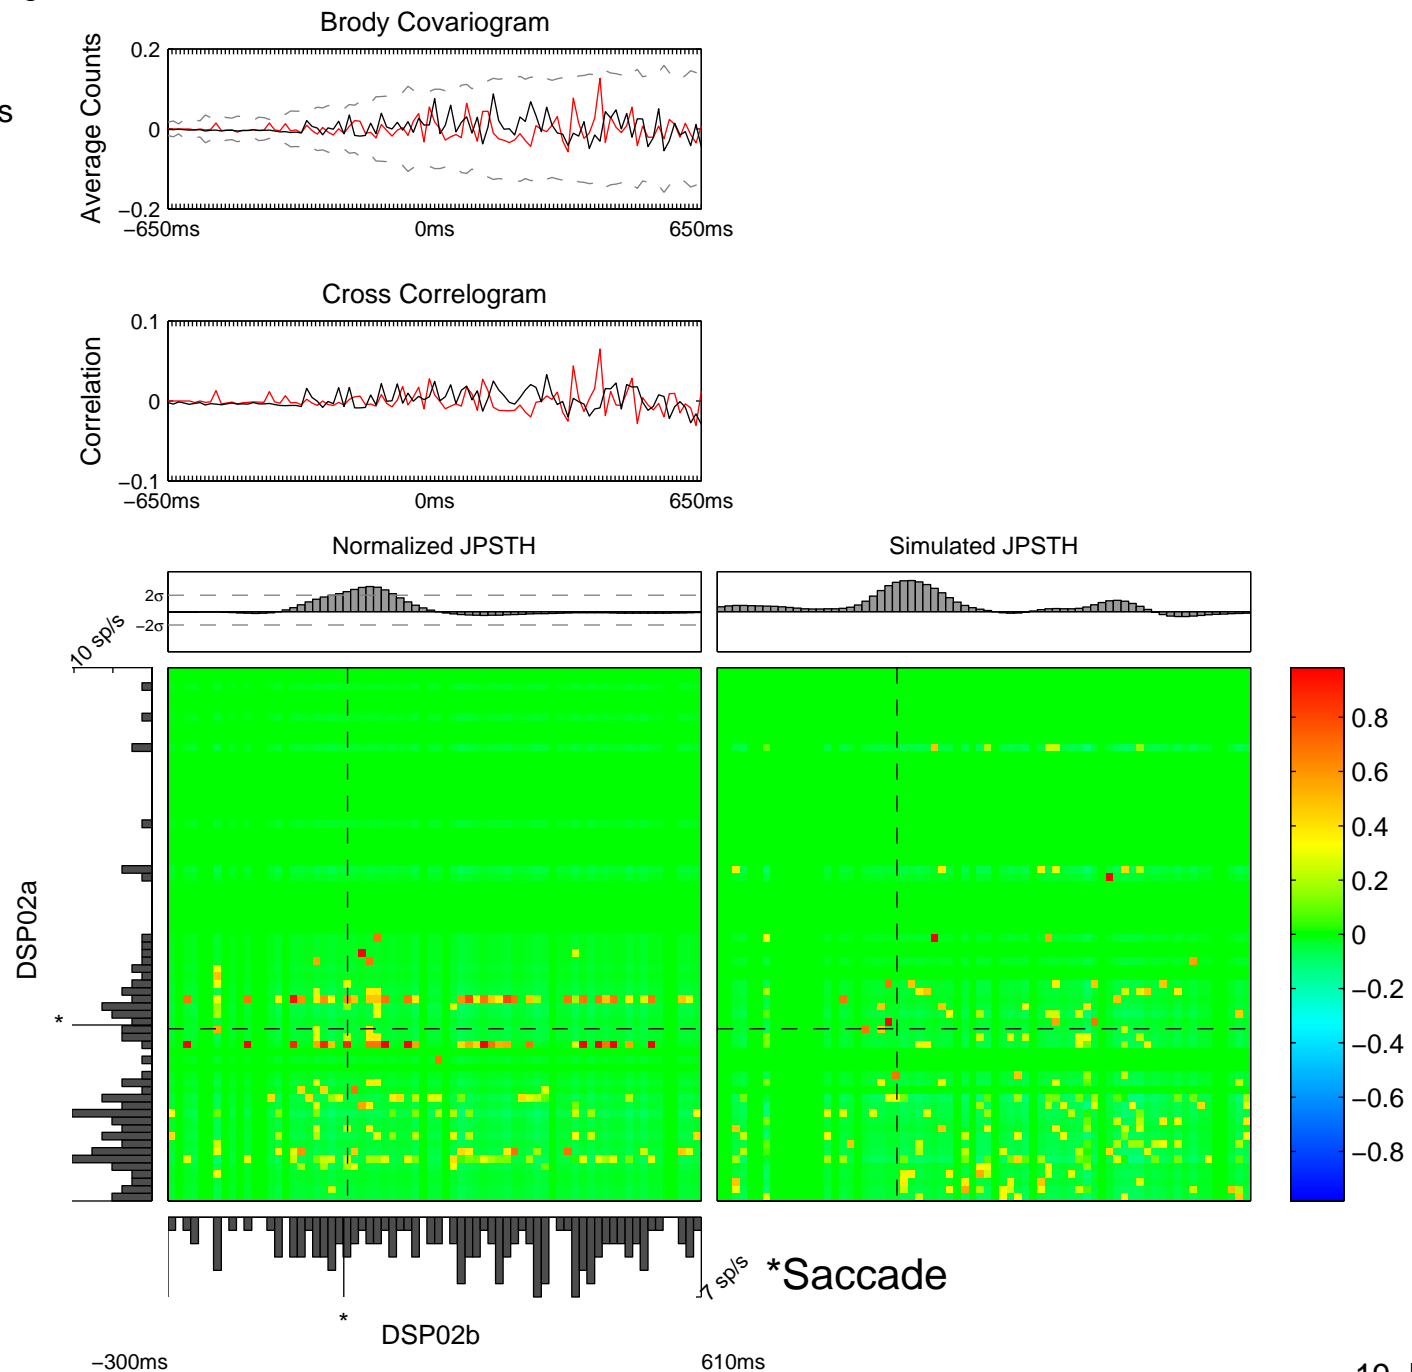 Brody Covariogram
Average Counts
0.2
0
−0.2
−650ms 0ms 650ms
s
Cross Correlogram
Correlation
0.1
0
−0.1
−650ms 0ms 650ms
Normalized JPSTH
Simulated JPSTH
2σ
−2σ
10 sp/s
DSP02a
*
0.8
0.6
0.4
0.2
0
−0.2
−0.4
−0.6
−0.8
7 sp/s
*Saccade
*
DSP02b
−300ms 610ms